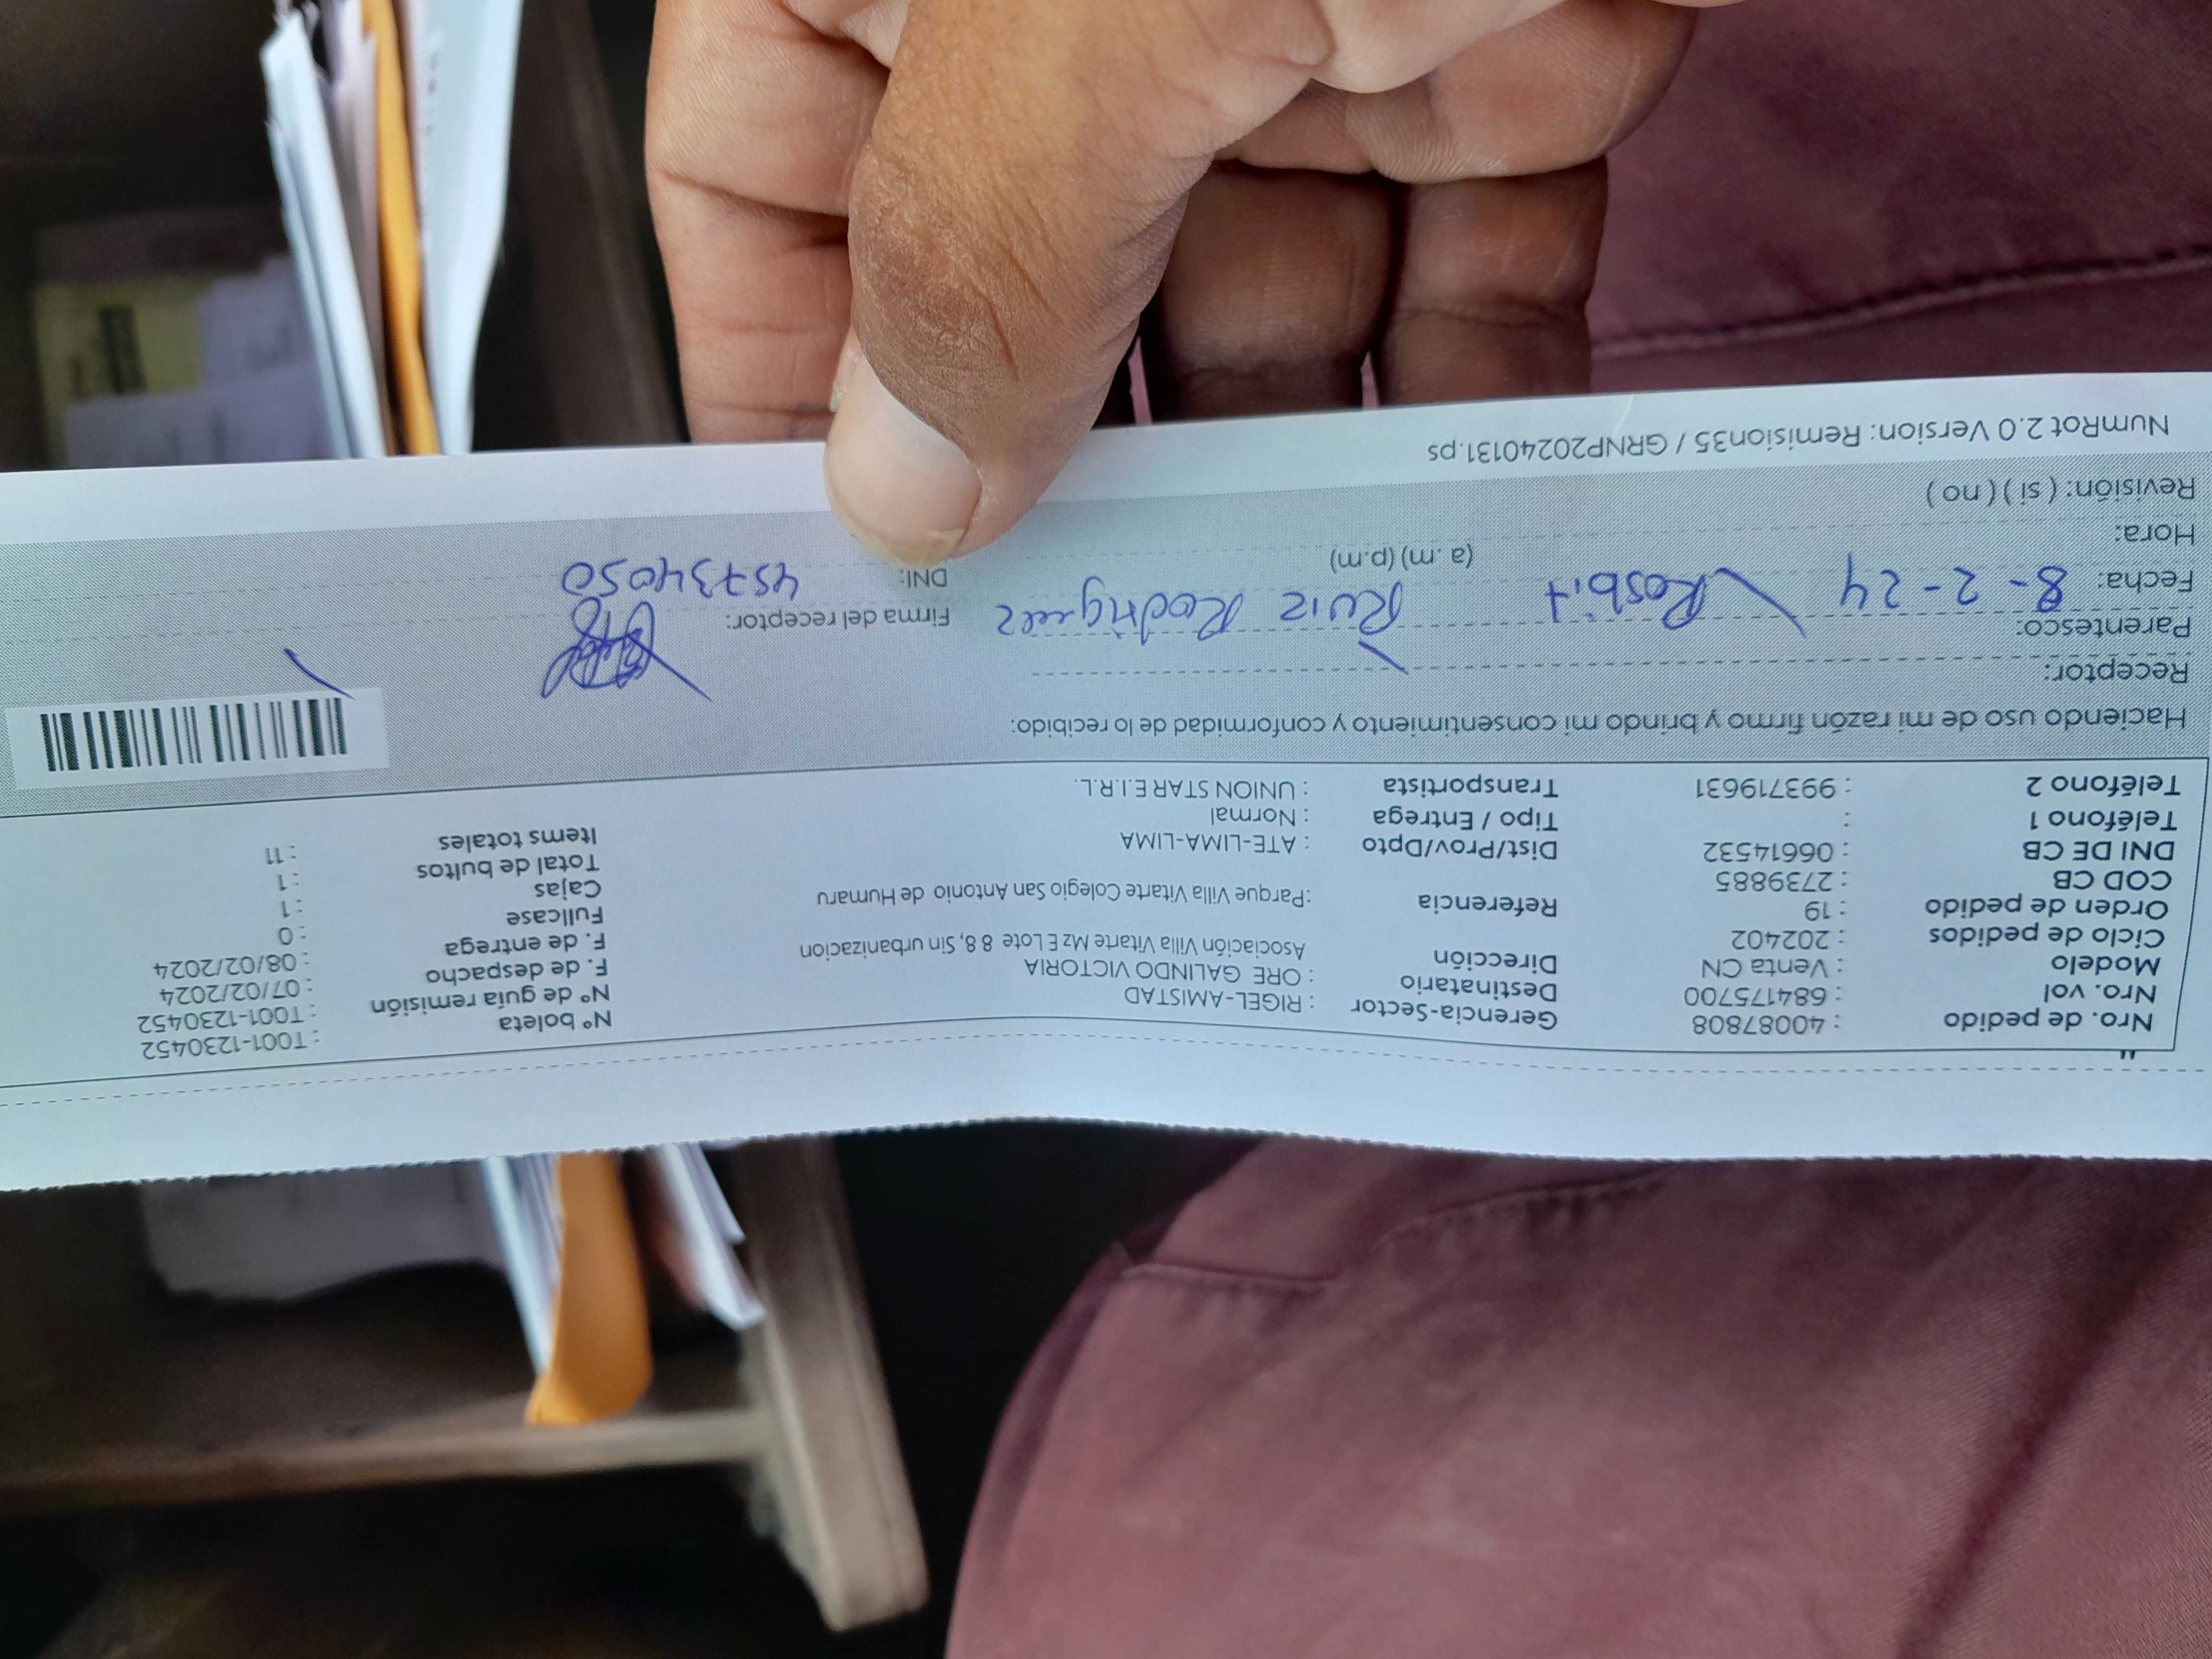 Nro. de pedido : 40087808
Nro. vol : 684175700
Modelo : Venta CN
Ciclo de pedidos : 202402
Orden de pedido : 19
COD CB : 2739885
DNI DE CB : 06614532
Teléfono 1 :
Teléfono 2 : 993719631
Gerencia-Sector : RIGEL-AMISTAD
Destinatario : ORE GALINDO VICTORIA
Dirección Asociación Villa Vitarte Mz E Lote 8 8, Sin urbanizacion
Referencia :Parque Villa Vitarte Colegio San Antonio de Humaru
Dist/Prov/Dpto : ATE-LIMA-LIMA
Tipo / Entrega : Normal
Transportista : UNION STAR E.I.R.L.
N° boleta : T001-1230452
N° de guía remisión : T001-1230452
F. de despacho : 07/02/2024
F. de entrega : 08/02/2024
Fullcase : 0
Cajas : 1
Total de bultos : 1
Items totales : 11
Haciendo uso de mi razón firmo y brindo mi consentimiento y conformidad de lo recibido:
Receptor:
Parentesco: Rosbit Ruiz Rodriguez
Firma del receptor:
Fecha: 8-2-24
DNI: 45734050
Hora: (a.m) (p.m)
Revisión: ( si ) ( no )
NumRot 2.0 Version: Remision35 / GRNP20240131.ps